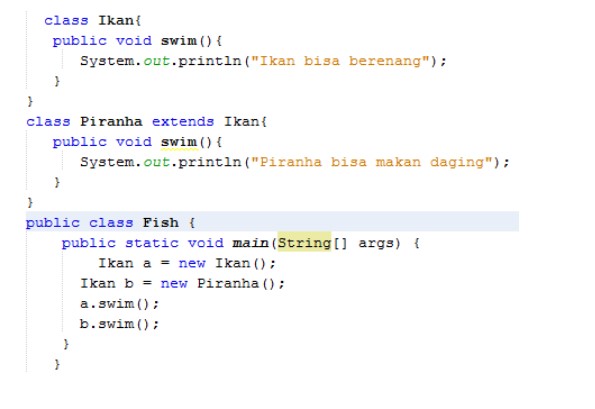 class Ikan{
public void swim(){
System.out.println("Ikan bisa berenang");
}
}
class Piranha extends Ikan{
public void swim(){
System.out.println("Piranha bisa makan daging");
}
}
public class Fish {
public static void main(String[] args) {
Ikan a = new Ikan();
Ikan b = new Piranha();
a.swim();
b.swim();
}
}